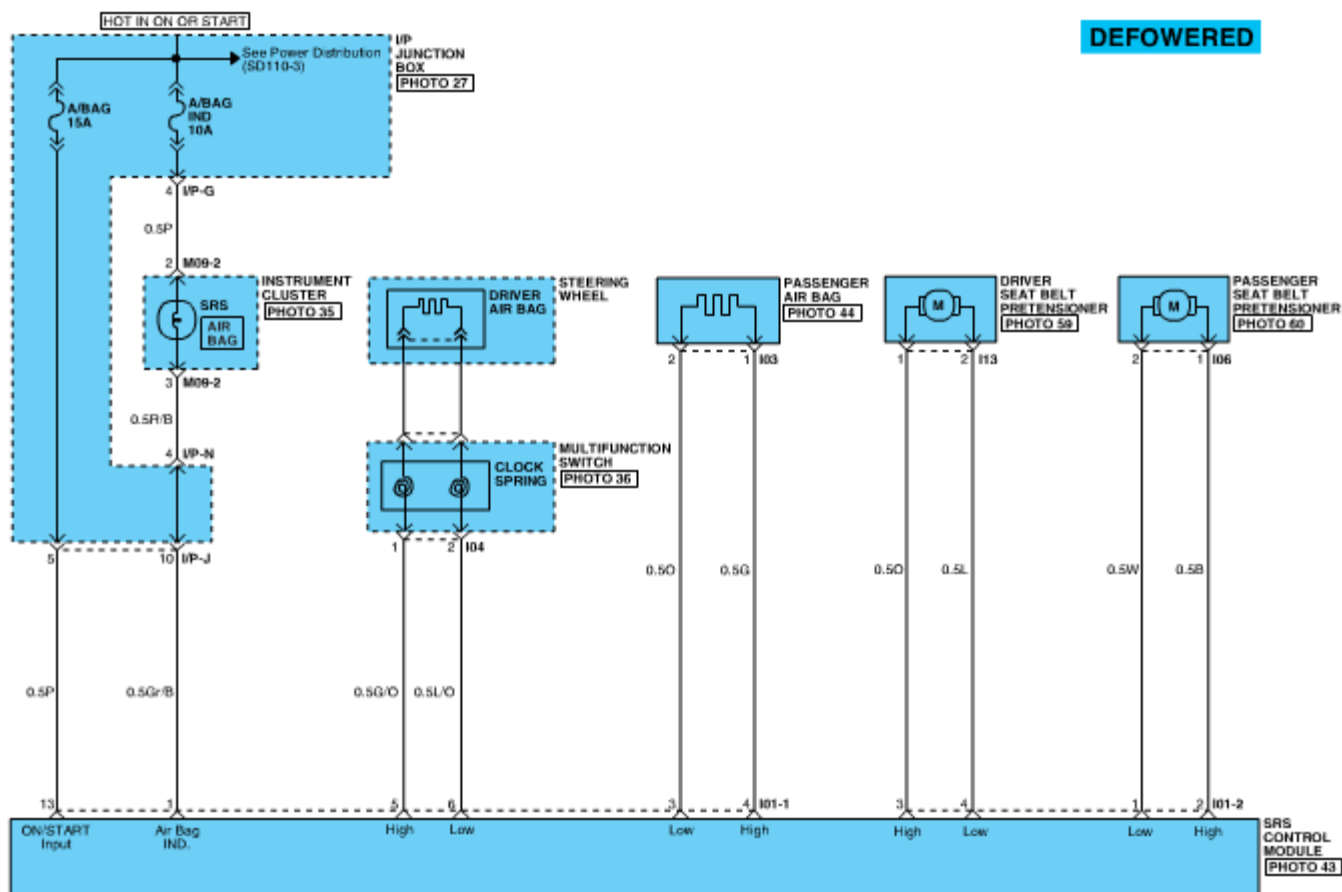 HOT IN ON OR START
DEFOWERED
See Power Distribution
(SD110-3)
I/P
JUNCTION
BOX
PHOTO 27
A/BAG
15A
A/BAG
IND
10A
4 I/P-G
0.5P
2 M09-2
SRS
AIR
BAG
INSTRUMENT
CLUSTER
PHOTO 35
3 M09-2
0.5R/B
4 I/P-N
5 10 I/P-J
DRIVER
AIR BAG
STEERING
WHEEL
CLOCK
SPRING
MULTIFUNCTION
SWITCH
PHOTO 36
1 2 I04
PASSENGER
AIR BAG
PHOTO 44
2 1 I03
M
DRIVER
SEAT BELT
PRETENSIONER
PHOTO 59
1 2 I13
M
PASSENGER
SEAT BELT
PRETENSIONER
PHOTO 60
2 1 I06
0.5O 0.5G 0.5O 0.5L 0.5W 0.5B
0.5P 0.5Gr/B 0.5G/O 0.5L/O
13 1 5 6 3 4 I01-1 3 4 1 2 I01-2
ON/START
Input
Air Bag
IND.
High Low Low High High Low Low High
SRS
CONTROL
MODULE
PHOTO 43